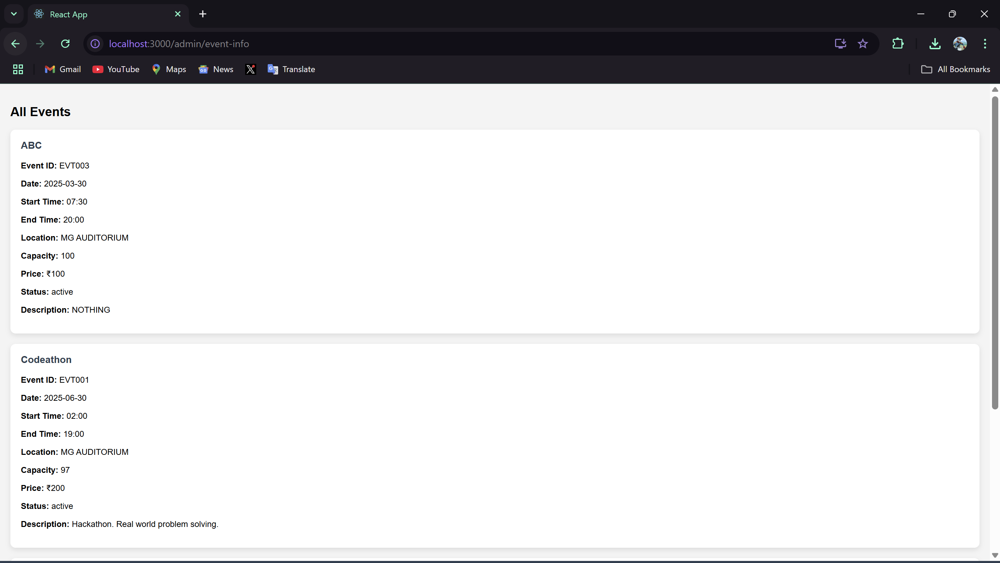 React App
localhost:3000/admin/event-info
Gmail YouTube Maps News Translate All Bookmarks
All Events
ABC
Event ID: EVT003
Date: 2025-03-30
Start Time: 07:30
End Time: 20:00
Location: MG AUDITORIUM
Capacity: 100
Price: ₹100
Status: active
Description: NOTHING
Codeathon
Event ID: EVT001
Date: 2025-06-30
Start Time: 02:00
End Time: 19:00
Location: MG AUDITORIUM
Capacity: 97
Price: ₹200
Status: active
Description: Hackathon. Real world problem solving.